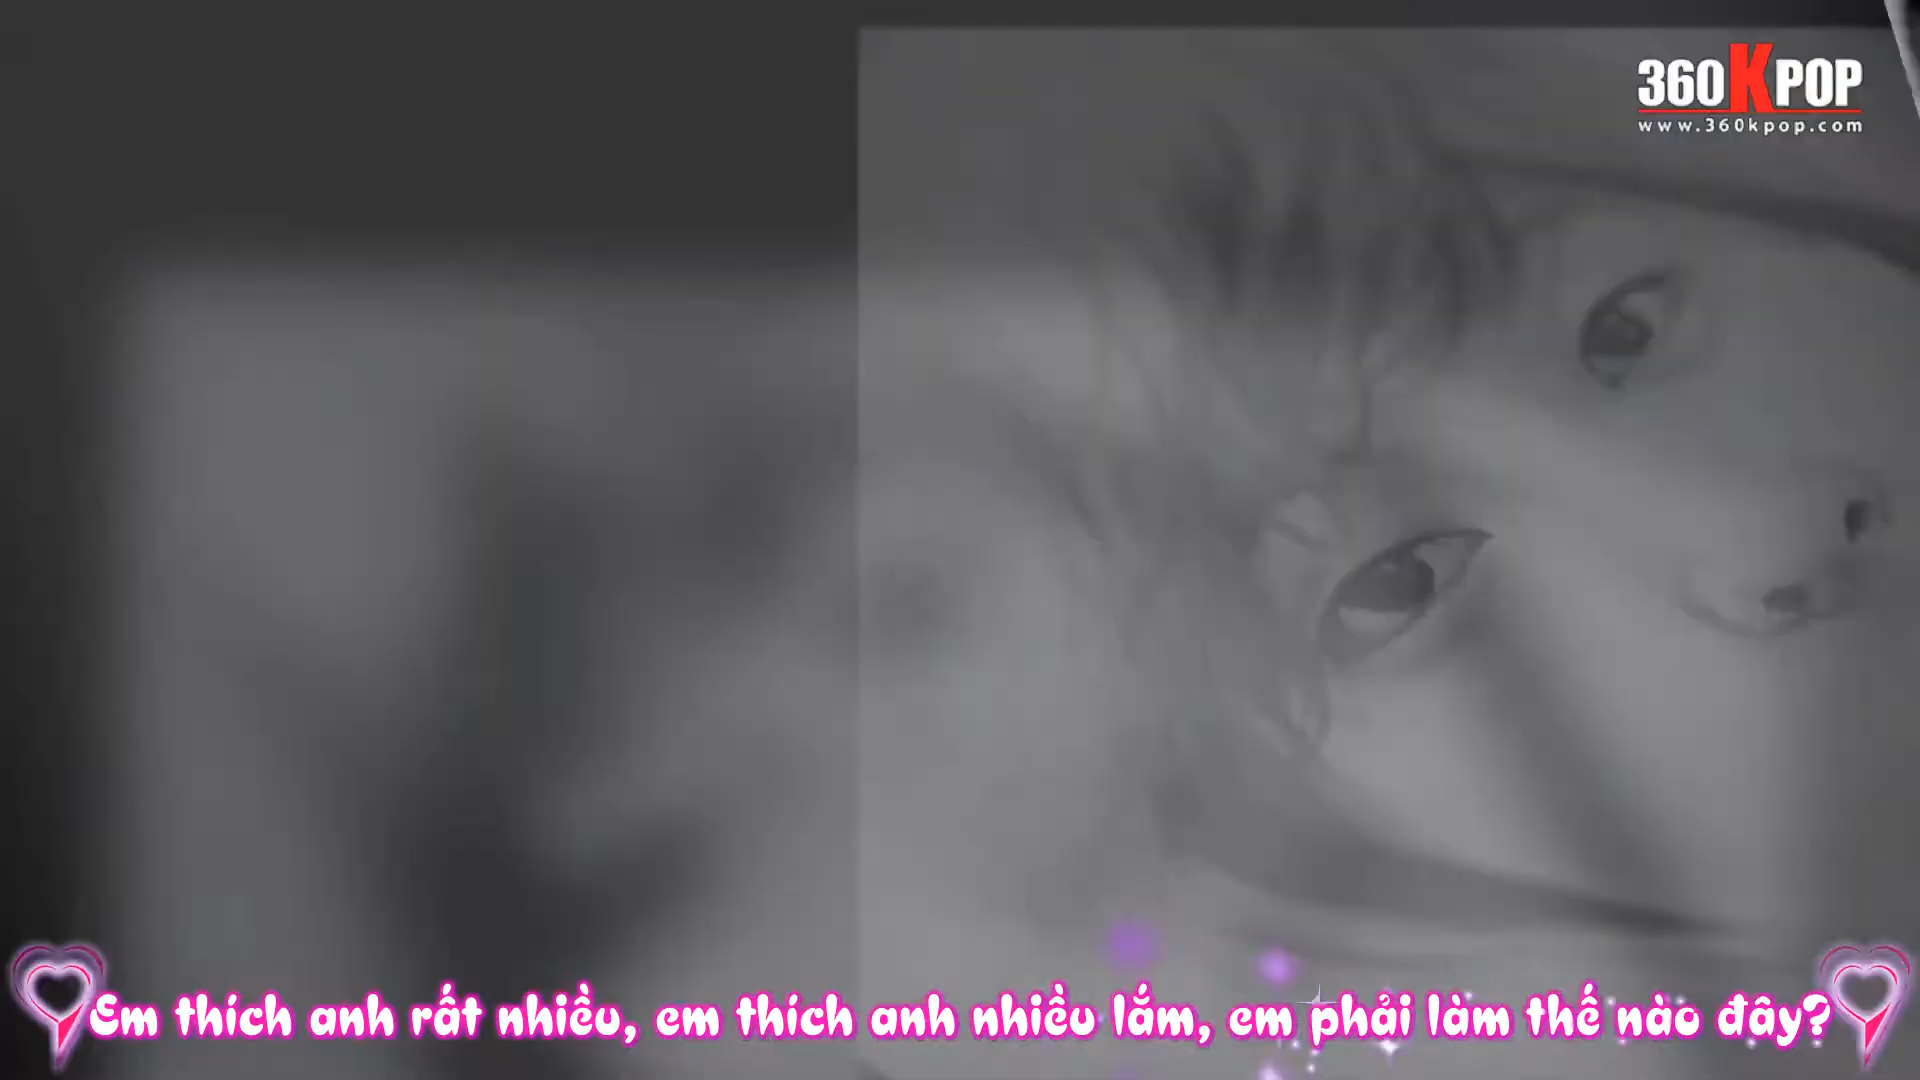 360KPOP
www.360kpop.com
Em thích anh rất nhiều, em thích anh nhiều lắm, em phải làm thế nào đây?